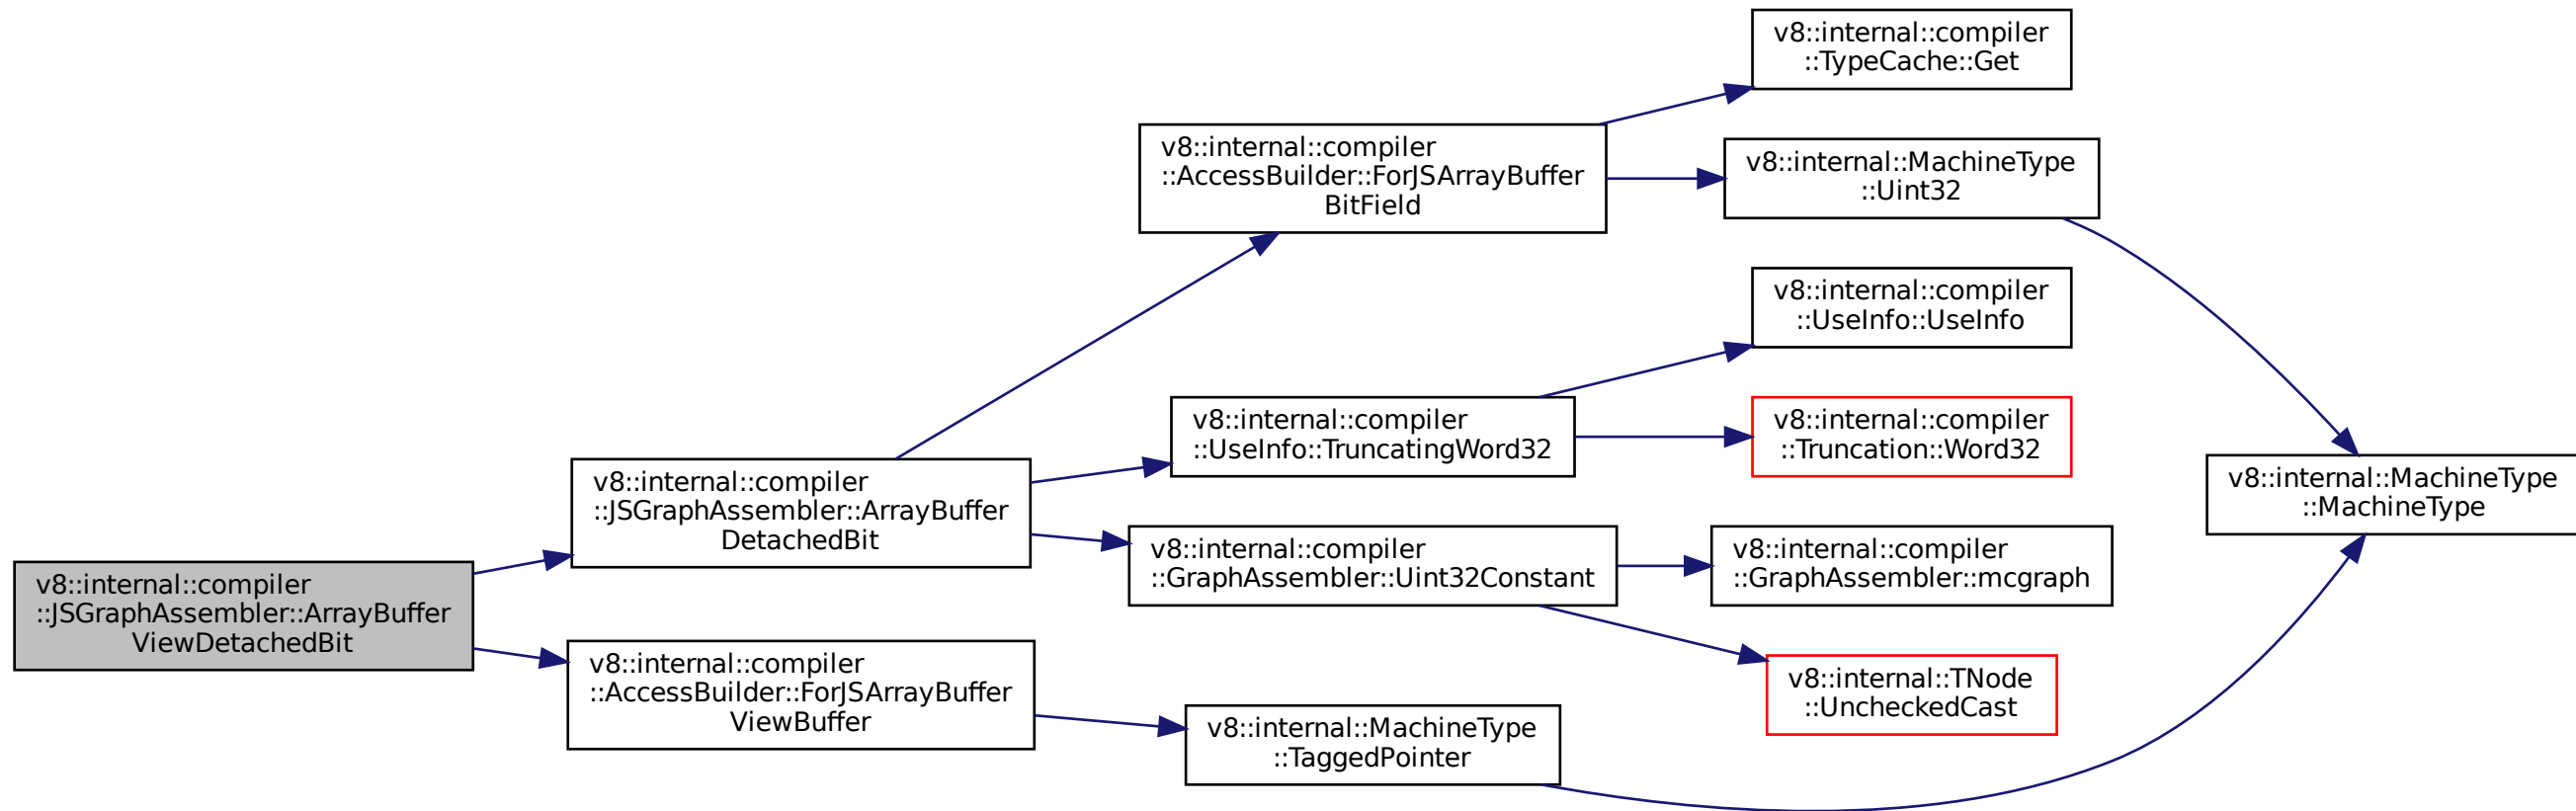 v8::internal::compiler
::TypeCache::Get
v8::internal::compiler
::AccessBuilder::ForJSArrayBuffer
BitField
v8::internal::MachineType
::Uint32
v8::internal::compiler
::UseInfo::UseInfo
v8::internal::compiler
::UseInfo::TruncatingWord32
v8::internal::compiler
::Truncation::Word32
v8::internal::compiler
::JSGraphAssembler::ArrayBuffer
DetachedBit
v8::internal::MachineType
::MachineType
v8::internal::compiler
::GraphAssembler::Uint32Constant
v8::internal::compiler
::GraphAssembler::mcgraph
v8::internal::compiler
::JSGraphAssembler::ArrayBuffer
ViewDetachedBit
v8::internal::compiler
::AccessBuilder::ForJSArrayBuffer
ViewBuffer
v8::internal::TNode
::UncheckedCast
v8::internal::MachineType
::TaggedPointer